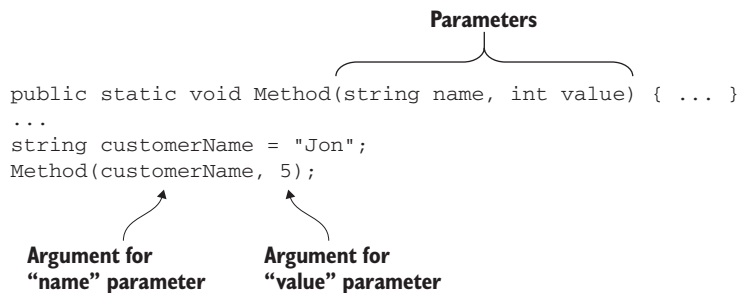 Parameters
public static void Method(string name, int value) { ... }
...
string customerName = "Jon";
Method(customerName, 5);
Argument for
“name” parameter
Argument for
“value” parameter